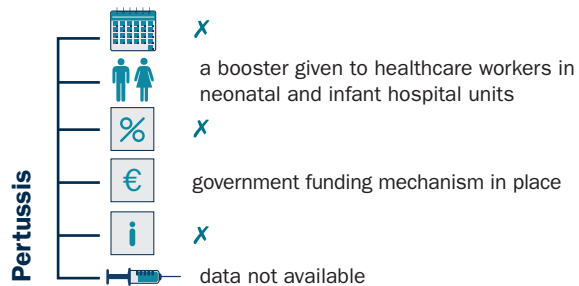 Pertussis
✗
a booster given to healthcare workers in
neonatal and infant hospital units
%
✗
€
government funding mechanism in place
i
✗
data not available